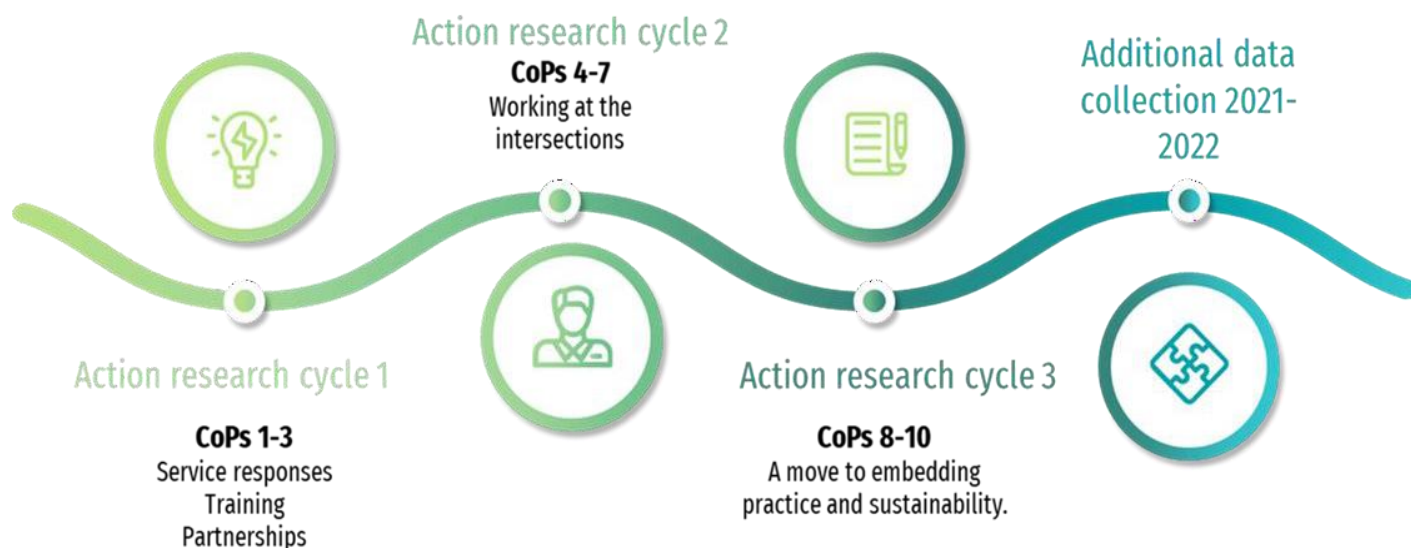 Action research cycle 1
CoPs 1-3
Service responses
Training
Partnerships
Action research cycle 2
CoPs 4-7
Working at the
intersections
Action research cycle 3
CoPs 8-10
A move to embedding
practice and sustainability.
Additional data
collection 2021-
2022